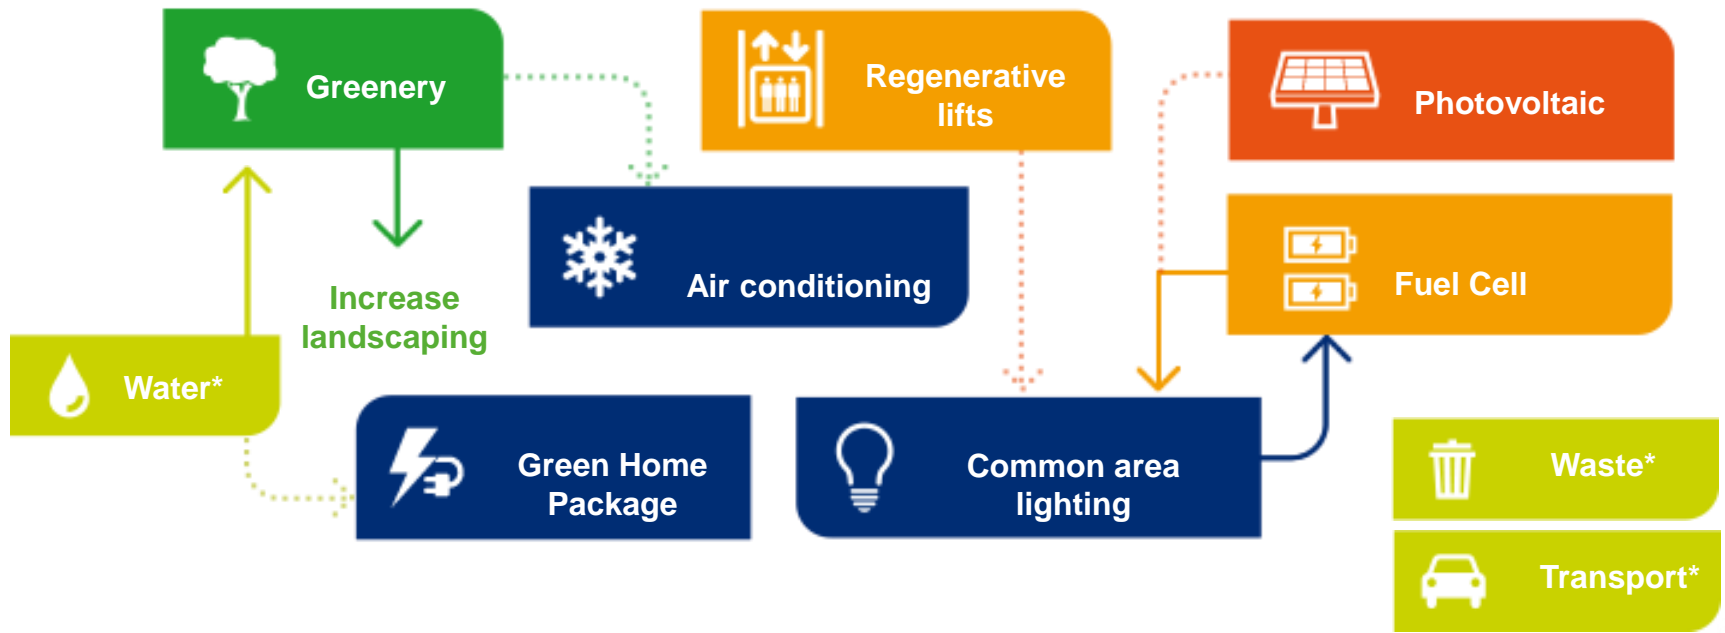 Greenery
Regenerative
lifts
Photovoltaic
Air conditioning
Fuel Cell
Increase
landscaping
Water*
Green Home
Package
Common area
lighting
Waste*
Transport*